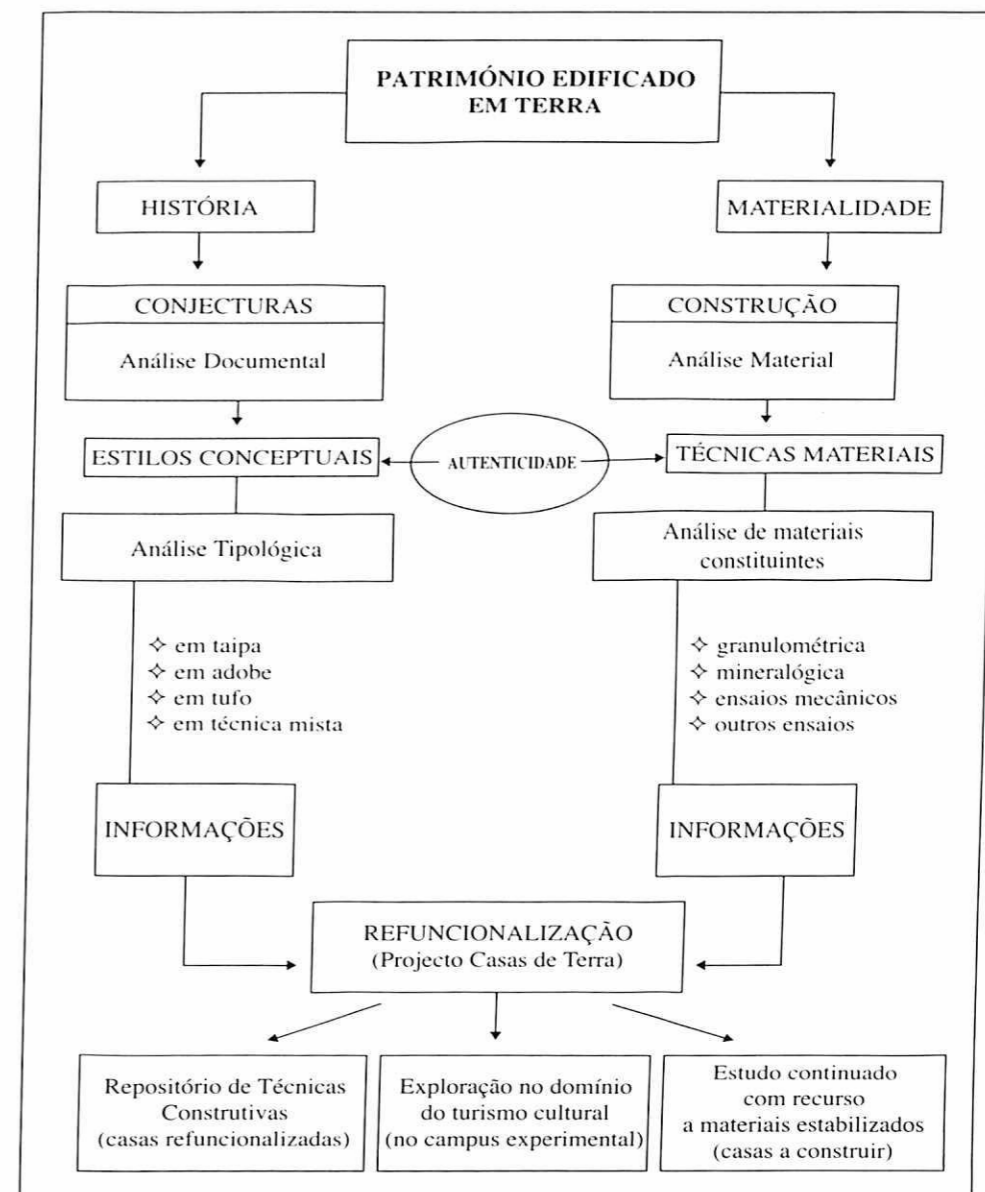 PATRIMÓNIO EDIFICADO
EM TERRA
HISTÓRIA
MATERIALIDADE
CONJECTURAS
Análise Documental
CONSTRUÇÃO
Análise Material
ESTILOS CONCEPTUAIS
AUTENTICIDADE
TÉCNICAS MATERIAIS
Análise Tipológica
Análise de materiais
constituintes
✧ em taipa
✧ em adobe
✧ em tufo
✧ em técnica mista
✧ granulométrica
✧ mineralógica
✧ ensaios mecânicos
✧ outros ensaios
INFORMAÇÕES
INFORMAÇÕES
REFUNCIONALIZAÇÃO
(Projecto Casas de Terra)
Repositório de Técnicas
Construtivas
(casas refuncionalizadas)
Exploração no domínio
do turismo cultural
(no campus experimental)
Estudo continuado
com recurso
a materiais estabilizados
(casas a construir)